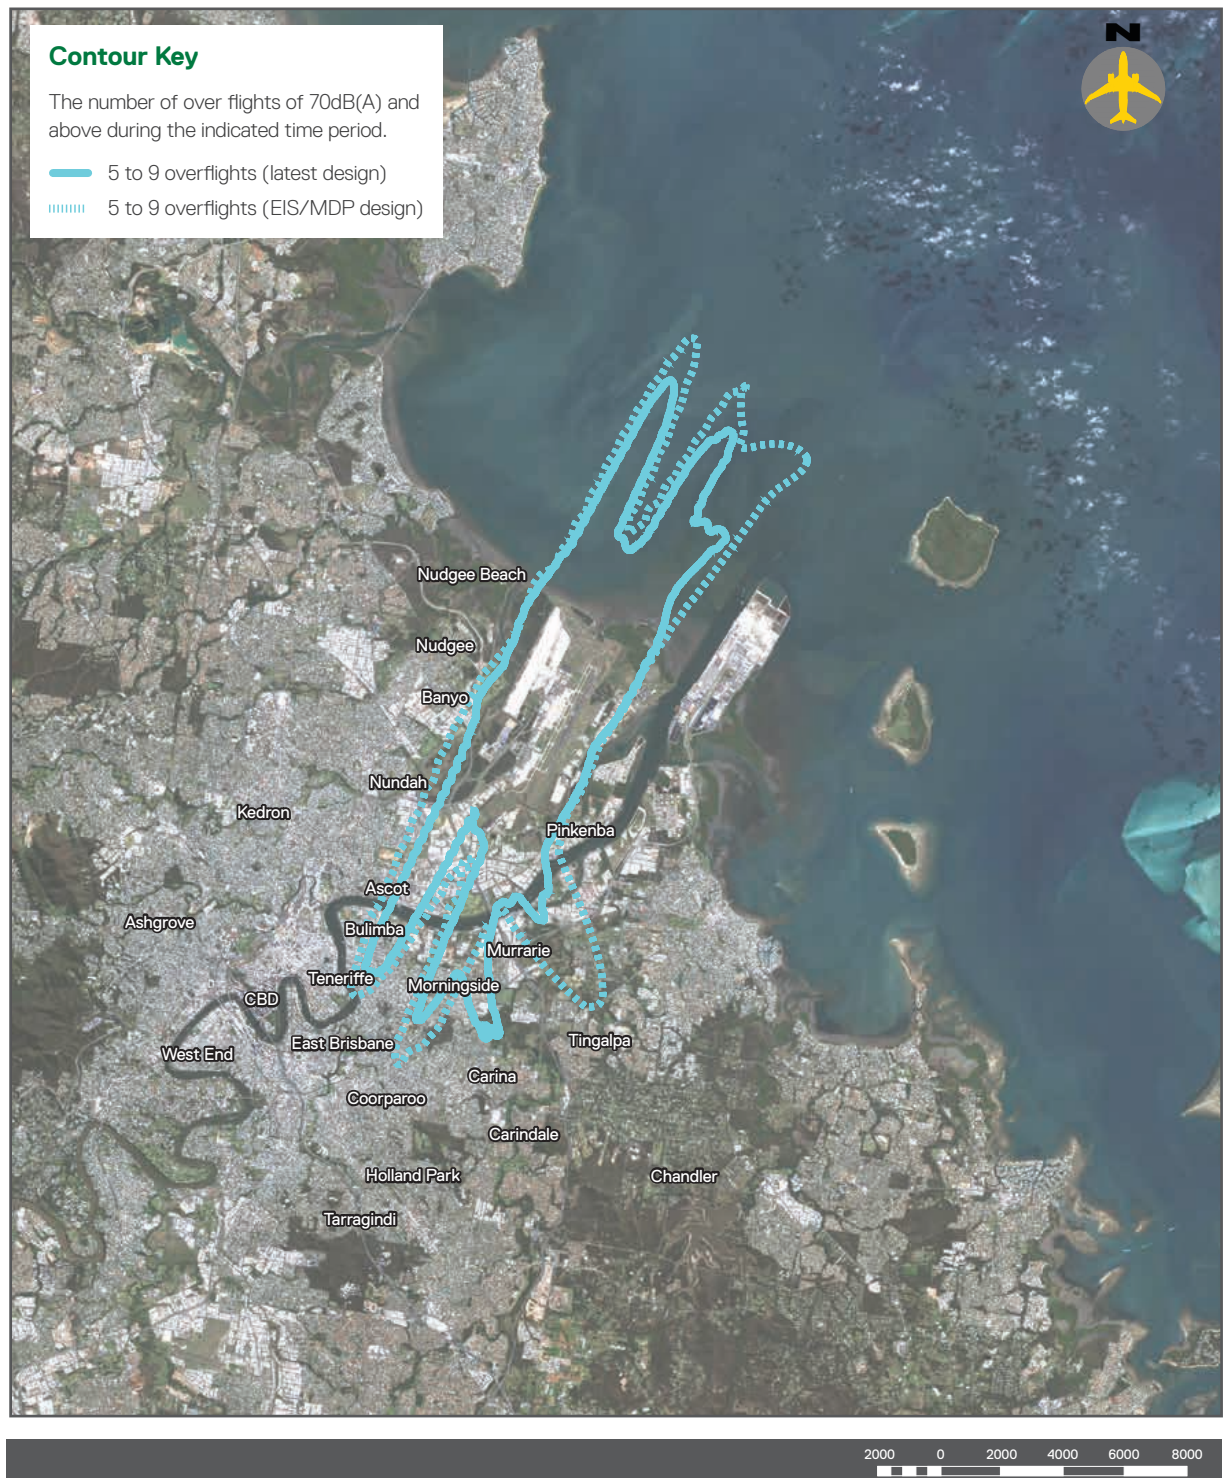 Contour Key
The number of over flights of 70dB(A) and
above during the indicated time period.
5 to 9 overflights (latest design)
5 to 9 overflights (EIS/MDP design)
N
Nudgee Beach
Nudgee
Banyo
Nundah
Kedron
Pinkenba
Ascot
Ashgrove
Bulimba
Murrarie
Teneriffe
Morningside
CBD
East Brisbane
Tingalpa
West End
Carina
Coorparoo
Carindale
Holland Park
Chandler
Tarragindi
2000 0 2000 4000 6000 8000